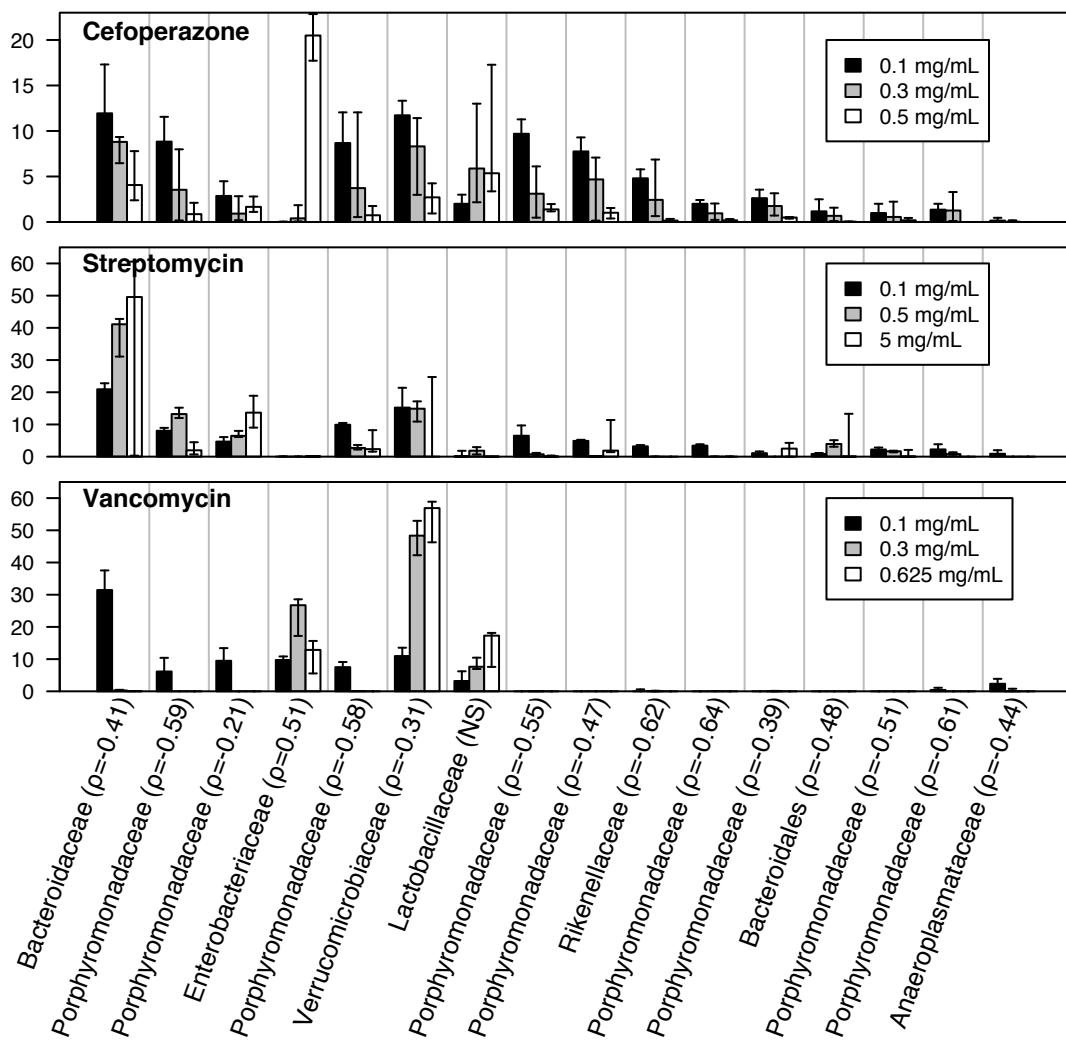 Cefoperazone
20
15
10
5
0
0.1 mg/mL
0.3 mg/mL
0.5 mg/mL
Streptomycin
60
50
40
30
20
10
0
0.1 mg/mL
0.5 mg/mL
5 mg/mL
Vancomycin
60
50
40
30
20
10
0
0.1 mg/mL
0.3 mg/mL
0.625 mg/mL
Bacteroidaceae (ρ=-0.41)
Porphyromonadaceae (ρ=-0.59)
Porphyromonadaceae (ρ=-0.21)
Enterobacteriaceae (ρ=0.51)
Porphyromonadaceae (ρ=-0.58)
Verrucomicrobiaceae (ρ=-0.31)
Lactobacillaceae (NS)
Porphyromonadaceae (ρ=-0.55)
Porphyromonadaceae (ρ=-0.47)
Rikenellaceae (ρ=-0.62)
Porphyromonadaceae (ρ=-0.64)
Porphyromonadaceae (ρ=-0.39)
Bacteroidales (ρ=-0.48)
Porphyromonadaceae (ρ=-0.51)
Porphyromonadaceae (ρ=-0.61)
Anaeroplasmataceae (ρ=-0.44)